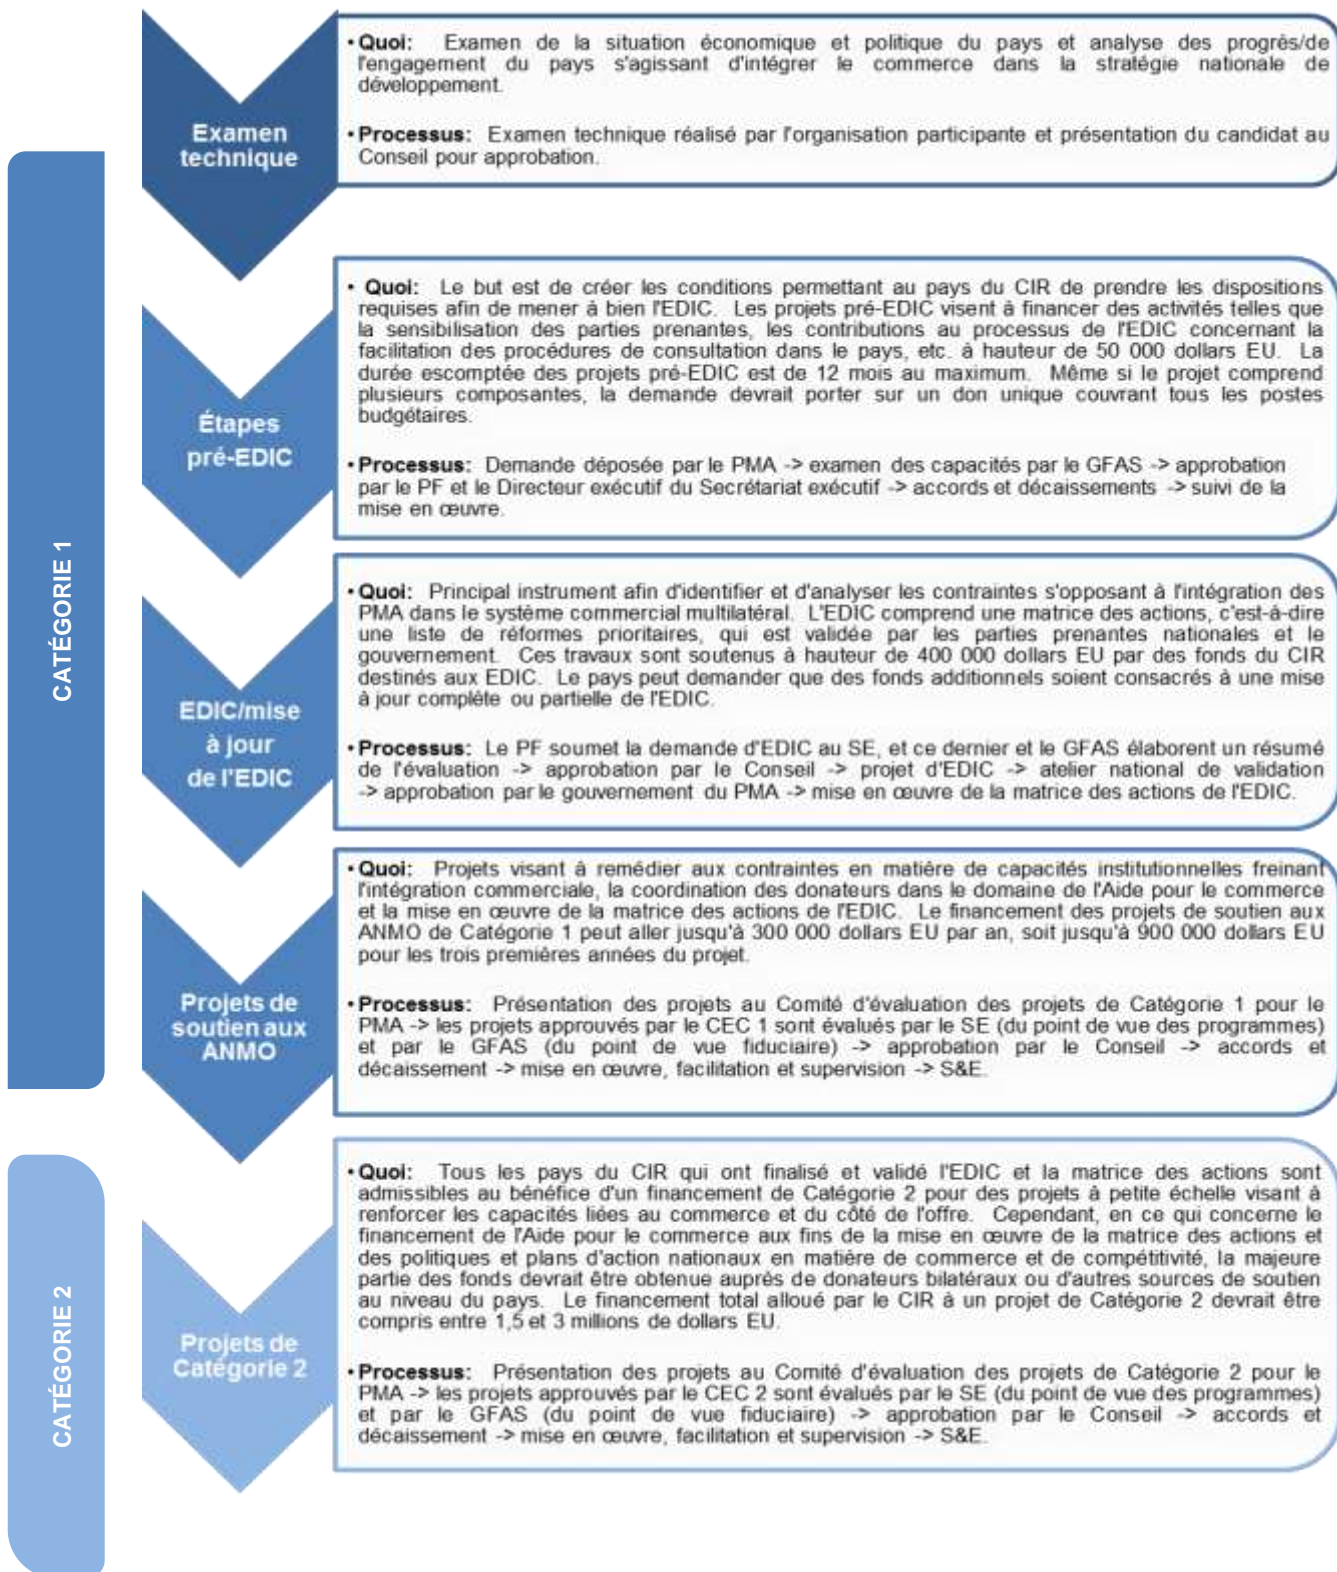 CATÉGORIE 1
Examen
technique
• Quoi: Examen de la situation économique et politique du pays et analyse des progrès/de
l'engagement du pays s'agissant d'intégrer le commerce dans la stratégie nationale de
développement.
• Processus: Examen technique réalisé par l'organisation participante et présentation du candidat au
Conseil pour approbation.
Étapes
pré-EDIC
• Quoi: Le but est de créer les conditions permettant au pays du CIR de prendre les dispositions
requises afin de mener à bien l'EDIC. Les projets pré-EDIC visent à financer des activités telles que
la sensibilisation des parties prenantes, les contributions au processus de l'EDIC concernant la
facilitation des procédures de consultation dans le pays, etc. à hauteur de 50 000 dollars EU. La
durée escomptée des projets pré-EDIC est de 12 mois au maximum. Même si le projet comprend
plusieurs composantes, la demande devrait porter sur un don unique couvrant tous les postes
budgétaires.
• Processus: Demande déposée par le PMA -> examen des capacités par le GFAS -> approbation
par le PF et le Directeur exécutif du Secrétariat exécutif -> accords et décaissements -> suivi de la
mise en œuvre.
EDIC/mise
à jour
de l'EDIC
• Quoi: Principal instrument afin d'identifier et d'analyser les contraintes s'opposant à l'intégration des
PMA dans le système commercial multilatéral. L'EDIC comprend une matrice des actions, c'est-à-dire
une liste de réformes prioritaires, qui est validée par les parties prenantes nationales et le
gouvernement. Ces travaux sont soutenus à hauteur de 400 000 dollars EU par des fonds du CIR
destinés aux EDIC. Le pays peut demander que des fonds additionnels soient consacrés à une mise
à jour complète ou partielle de l'EDIC.
• Processus: Le PF soumet la demande d'EDIC au SE, et ce dernier et le GFAS élaborent un résumé
de l'évaluation -> approbation par le Conseil -> projet d'EDIC -> atelier national de validation
-> approbation par le gouvernement du PMA -> mise en œuvre de la matrice des actions de l'EDIC.
Projets de
soutien aux
ANMO
• Quoi: Projets visant à remédier aux contraintes en matière de capacités institutionnelles freinant
l'intégration commerciale, la coordination des donateurs dans le domaine de l'Aide pour le commerce
et la mise en œuvre de la matrice des actions de l'EDIC. Le financement des projets de soutien aux
ANMO de Catégorie 1 peut aller jusqu'à 300 000 dollars EU par an, soit jusqu'à 900 000 dollars EU
pour les trois premières années du projet.
• Processus: Présentation des projets au Comité d'évaluation des projets de Catégorie 1 pour le
PMA -> les projets approuvés par le CEC 1 sont évalués par le SE (du point de vue des programmes)
et par le GFAS (du point de vue fiduciaire) -> approbation par le Conseil -> accords et
décaissement -> mise en œuvre, facilitation et supervision -> S&E.
CATÉGORIE 2
Projets de
Catégorie 2
• Quoi: Tous les pays du CIR qui ont finalisé et validé l'EDIC et la matrice des actions sont
admissibles au bénéfice d'un financement de Catégorie 2 pour des projets à petite échelle visant à
renforcer les capacités liées au commerce et du côté de l'offre. Cependant, en ce qui concerne le
financement de l'Aide pour le commerce aux fins de la mise en œuvre de la matrice des actions et
des politiques et plans d'action nationaux en matière de commerce et de compétitivité, la majeure
partie des fonds devrait être obtenue auprès de donateurs bilatéraux ou d'autres sources de soutien
au niveau du pays. Le financement total alloué par le CIR à un projet de Catégorie 2 devrait être
compris entre 1,5 et 3 millions de dollars EU.
• Processus: Présentation des projets au Comité d'évaluation des projets de Catégorie 2 pour le
PMA -> les projets approuvés par le CEC 2 sont évalués par le SE (du point de vue des programmes)
et par le GFAS (du point de vue fiduciaire) -> approbation par le Conseil -> accords et
décaissement -> mise en œuvre, facilitation et supervision -> S&E.